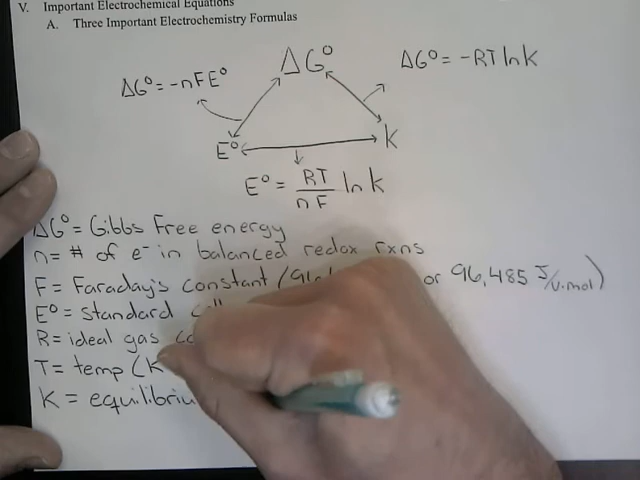 V. Important Electrochemical Equations
A. Three Important Electrochemistry Formulas
ΔG° = -nFE°
ΔG°
ΔG° = -RT ln K
E°
K
E° = RT/nF ln K
ΔG° = Gibbs Free energy
n = # of e⁻ in balanced redox rxns
F = Faraday's constant ( or 96,485 J/V·mol)
E° = standard
R = ideal gas
T = temp (K
K =